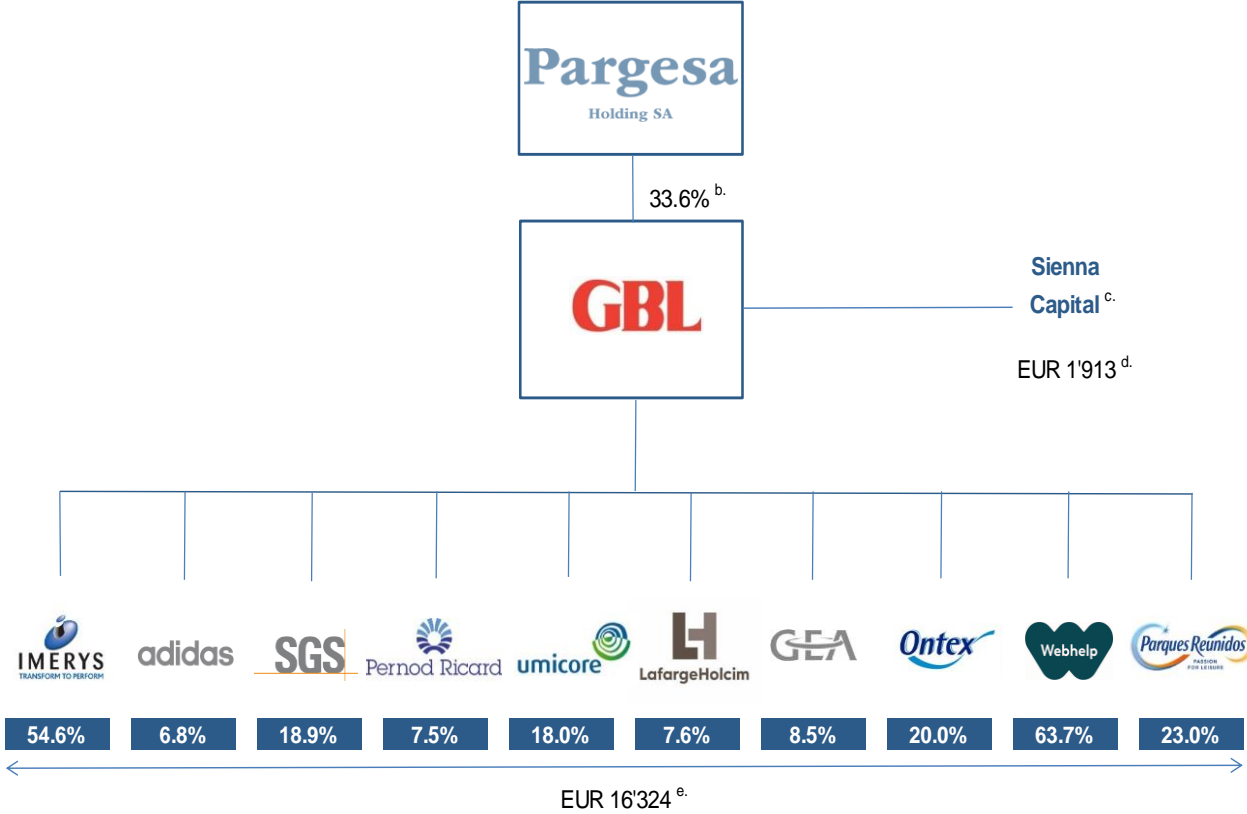 Pargesa
Holding SA
33.6% b.
GBL
Sienna
Capital c.
EUR 1'913 d.
IMERYS
TRANSFORM TO PERFORM
adidas
SGS
Pernod Ricard
umicore
LH
LafargeHolcim
GEA
Ontex
Webhelp
Parques Reunidos
PASSION
FOR LEISURE
54.6% 6.8% 18.9% 7.5% 18.0% 7.6% 8.5% 20.0% 63.7% 23.0%
EUR 16'324 e.